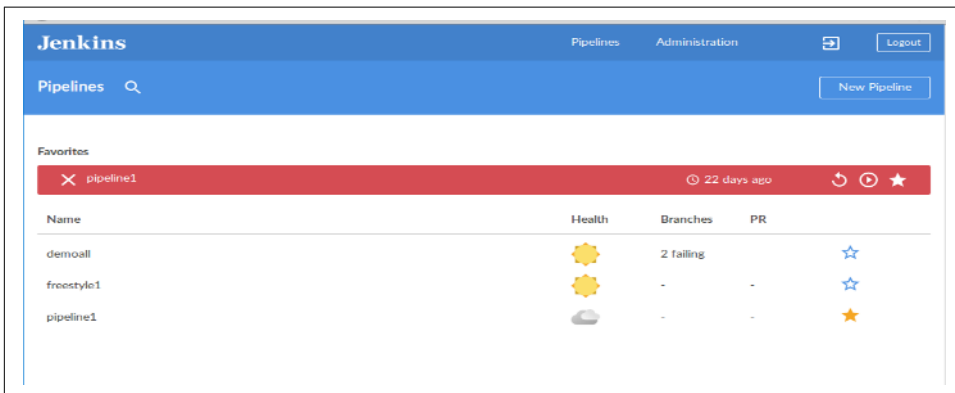 Jenkins Pipelines Administration Logout
Pipelines New Pipeline
Favorites
pipeline1 22 days ago
Name Health Branches PR
demoall 2 failing
freestyle1 - -
pipeline1 - -